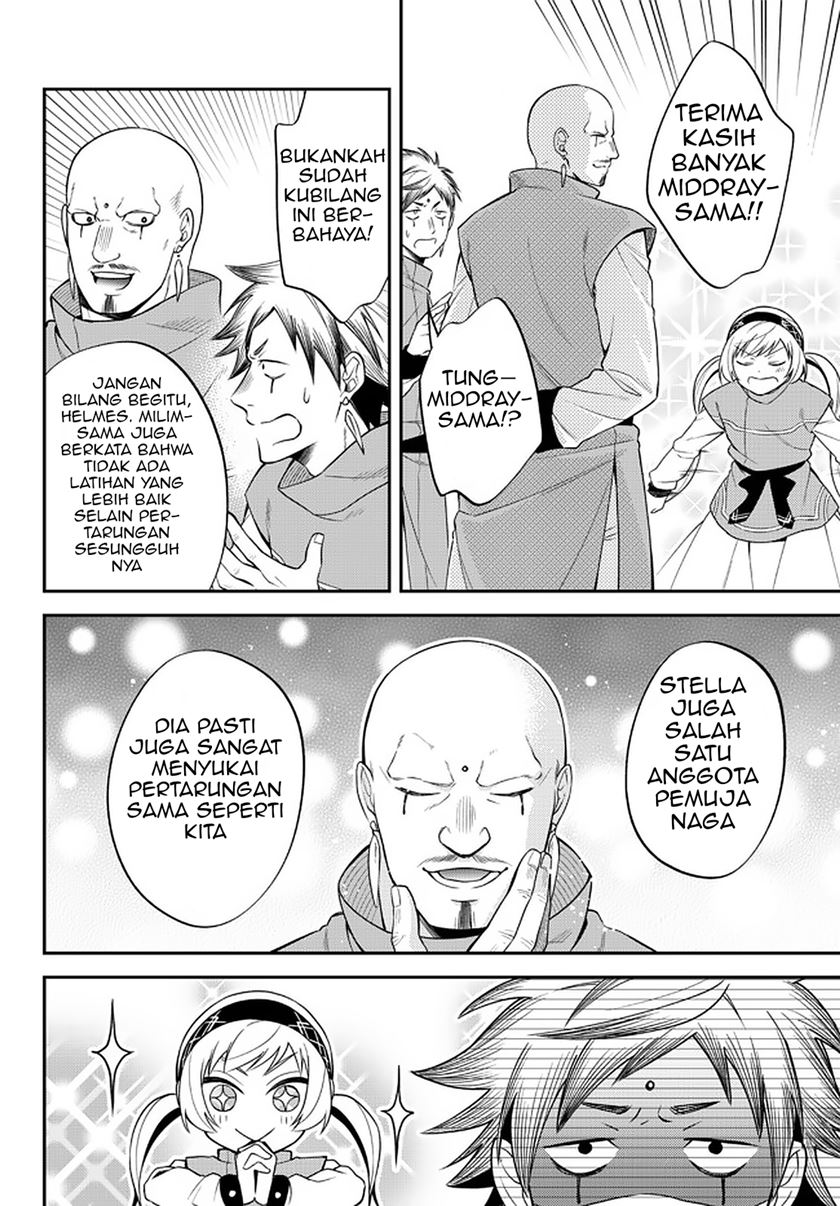 TERIMA
KASIH
BANYAK
MIDDRAY-
SAMA!!
TUNG—
MIDDRAY-
SAMA!?
BUKANKAH
SUDAH
KUBILANG
INI BER-
BAHAYA!
JANGAN
BILANG BEGITU,
HELMES. MILIM-
SAMA JUGA
BERKATA BAHWA
TIDAK ADA
LATIHAN YANG
LEBIH BAIK
SELAIN PER-
TARUNGAN
SESUNGGUH
NYA
STELLA
JUGA
SALAH
SATU
ANGGOTA
PEMUJA
NAGA
DIA PASTI
JUGA SANGAT
MENYUKAI
PERTARUNGAN
SAMA SEPERTI
KITA